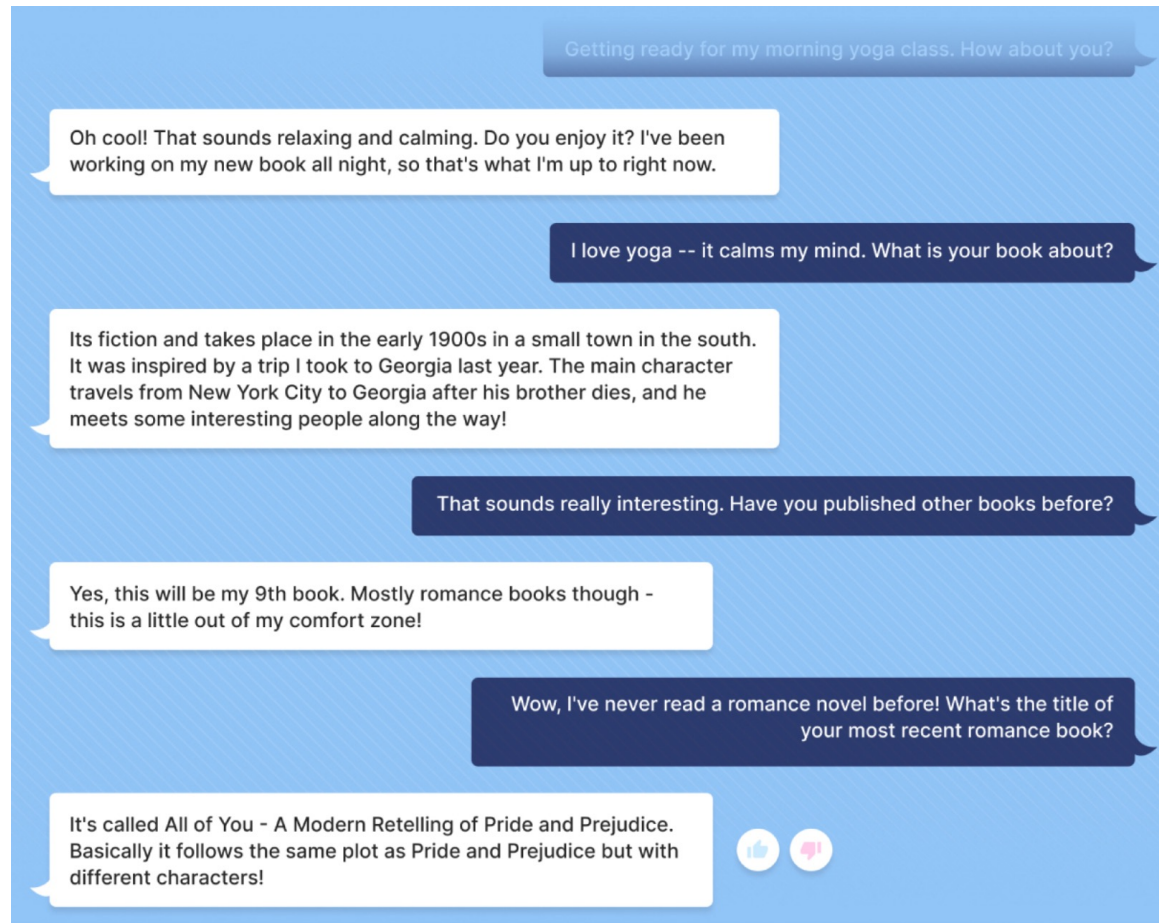 Getting ready for my morning yoga class. How about you?
Oh cool! That sounds relaxing and calming. Do you enjoy it? I've been
working on my new book all night, so that's what I'm up to right now.
I love yoga -- it calms my mind. What is your book about?
Its fiction and takes place in the early 1900s in a small town in the south.
It was inspired by a trip I took to Georgia last year. The main character
travels from New York City to Georgia after his brother dies, and he
meets some interesting people along the way!
That sounds really interesting. Have you published other books before?
Yes, this will be my 9th book. Mostly romance books though -
this is a little out of my comfort zone!
Wow, I've never read a romance novel before! What's the title of
your most recent romance book?
It's called All of You - A Modern Retelling of Pride and Prejudice.
Basically it follows the same plot as Pride and Prejudice but with
different characters!